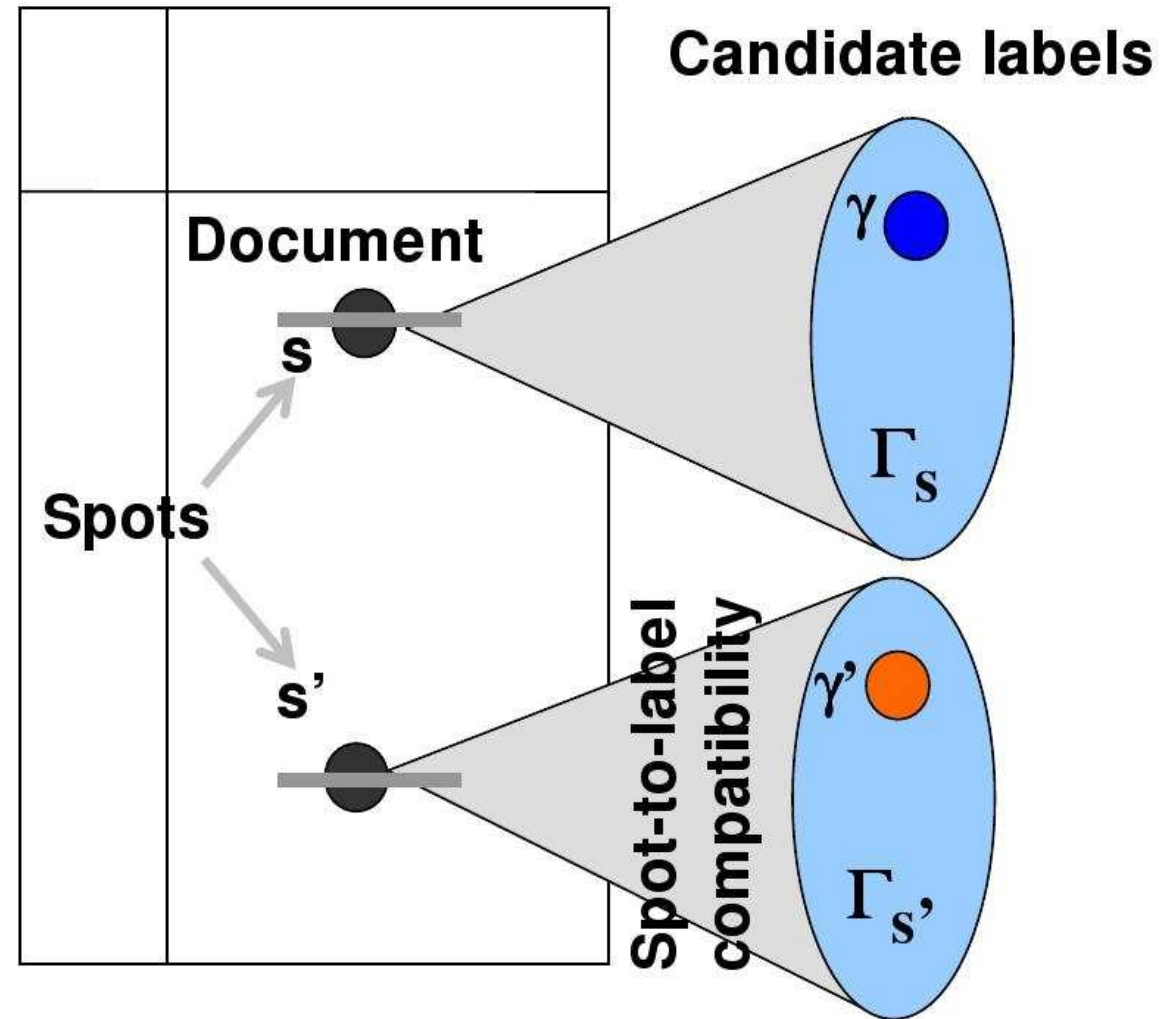 Candidate labels
Document
γ
s
Γs
Spots
s’
Spot-to-label
compatibility
γ’
Γs’